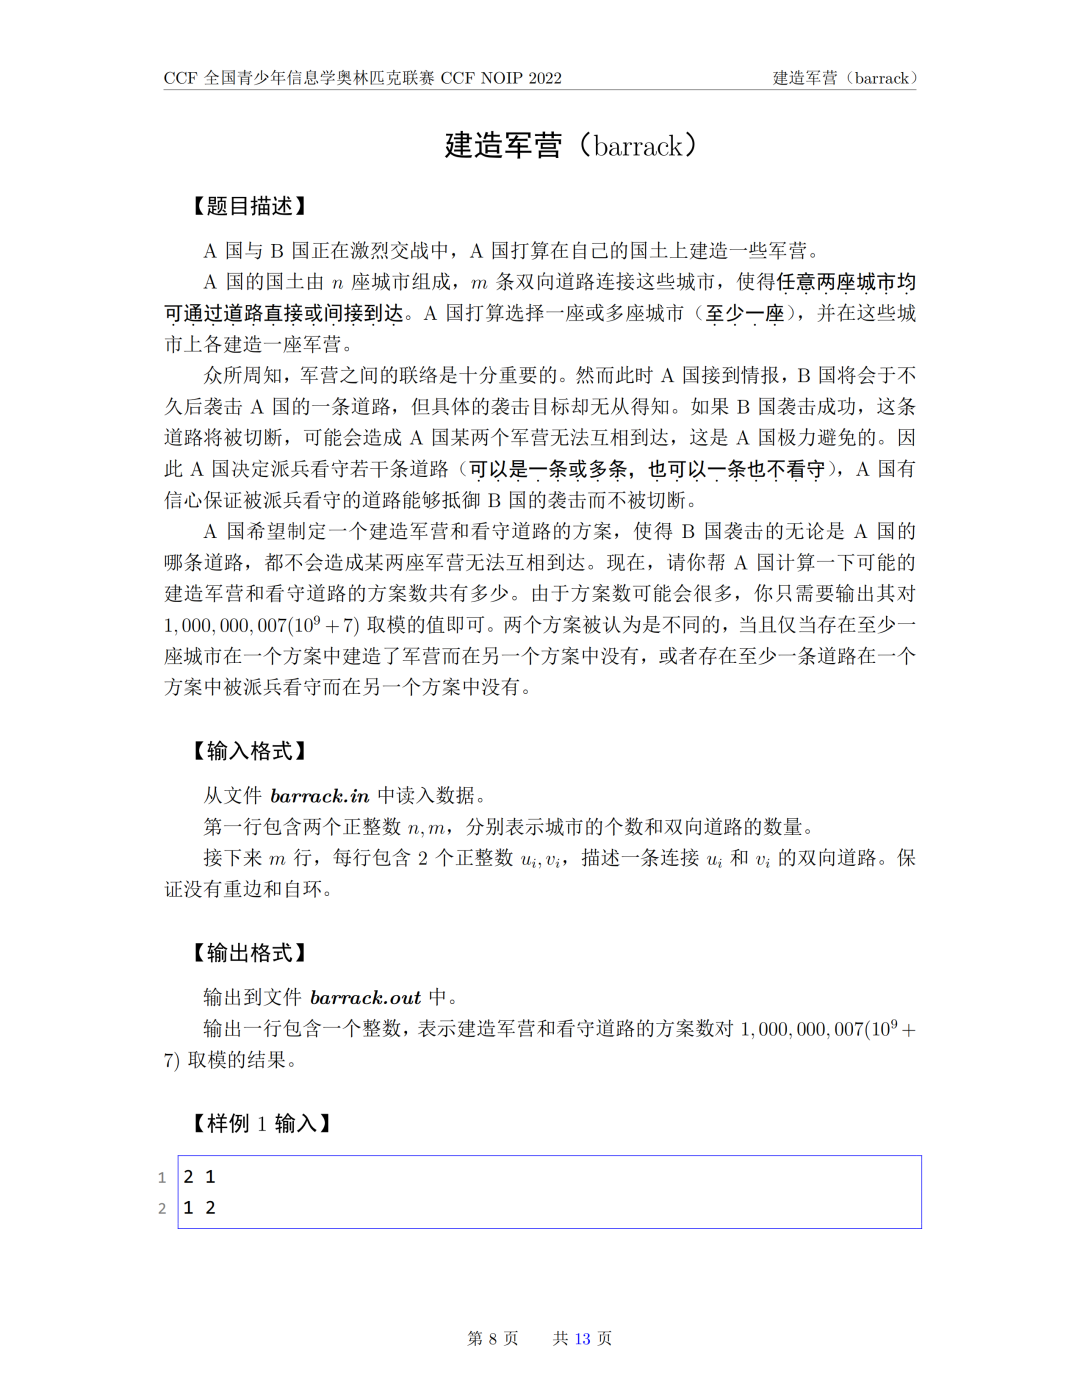 CCF 全国青少年信息学奥林匹克联赛 CCF NOIP 2022 建造军营（barrack）
建造军营（barrack）
【题目描述】
A 国与 B 国正在激烈交战中，A 国打算在自己的国土上建造一些军营。
A 国的国土由 n 座城市组成，m 条双向道路连接这些城市，使得任意两座城市均
可通过道路直接或间接到达。A 国打算选择一座或多座城市（至少一座），并在这些城
市上各建造一座军营。
众所周知，军营之间的联络是十分重要的。然而此时 A 国接到情报，B 国将会于不
久后袭击 A 国的一条道路，但具体的袭击目标却无从得知。如果 B 国袭击成功，这条
道路将被切断，可能会造成 A 国某两个军营无法互相到达，这是 A 国极力避免的。因
此 A 国决定派兵看守若干条道路（可以是一条或多条，也可以一条也不看守），A 国有
信心保证被派兵看守的道路能够抵御 B 国的袭击而不被切断。
A 国希望制定一个建造军营和看守道路的方案，使得 B 国袭击的无论是 A 国的
哪条道路，都不会造成某两座军营无法互相到达。现在，请你帮 A 国计算一下可能的
建造军营和看守道路的方案数共有多少。由于方案数可能会很多，你只需要输出其对
1, 000, 000, 007(10⁹ + 7) 取模的值即可。两个方案被认为是不同的，当且仅当存在至少一
座城市在一个方案中建造了军营而在另一个方案中没有，或者存在至少一条道路在一个
方案中被派兵看守而在另一个方案中没有。
【输入格式】
从文件 barrack.in 中读入数据。
第一行包含两个正整数 n, m，分别表示城市的个数和双向道路的数量。
接下来 m 行，每行包含 2 个正整数 uᵢ, vᵢ，描述一条连接 uᵢ 和 vᵢ 的双向道路。保
证没有重边和自环。
【输出格式】
输出到文件 barrack.out 中。
输出一行包含一个整数，表示建造军营和看守道路的方案数对 1, 000, 000, 007(10⁹ +
7) 取模的结果。
【样例 1 输入】
1 2 1
2 1 2
第 8 页 共 13 页